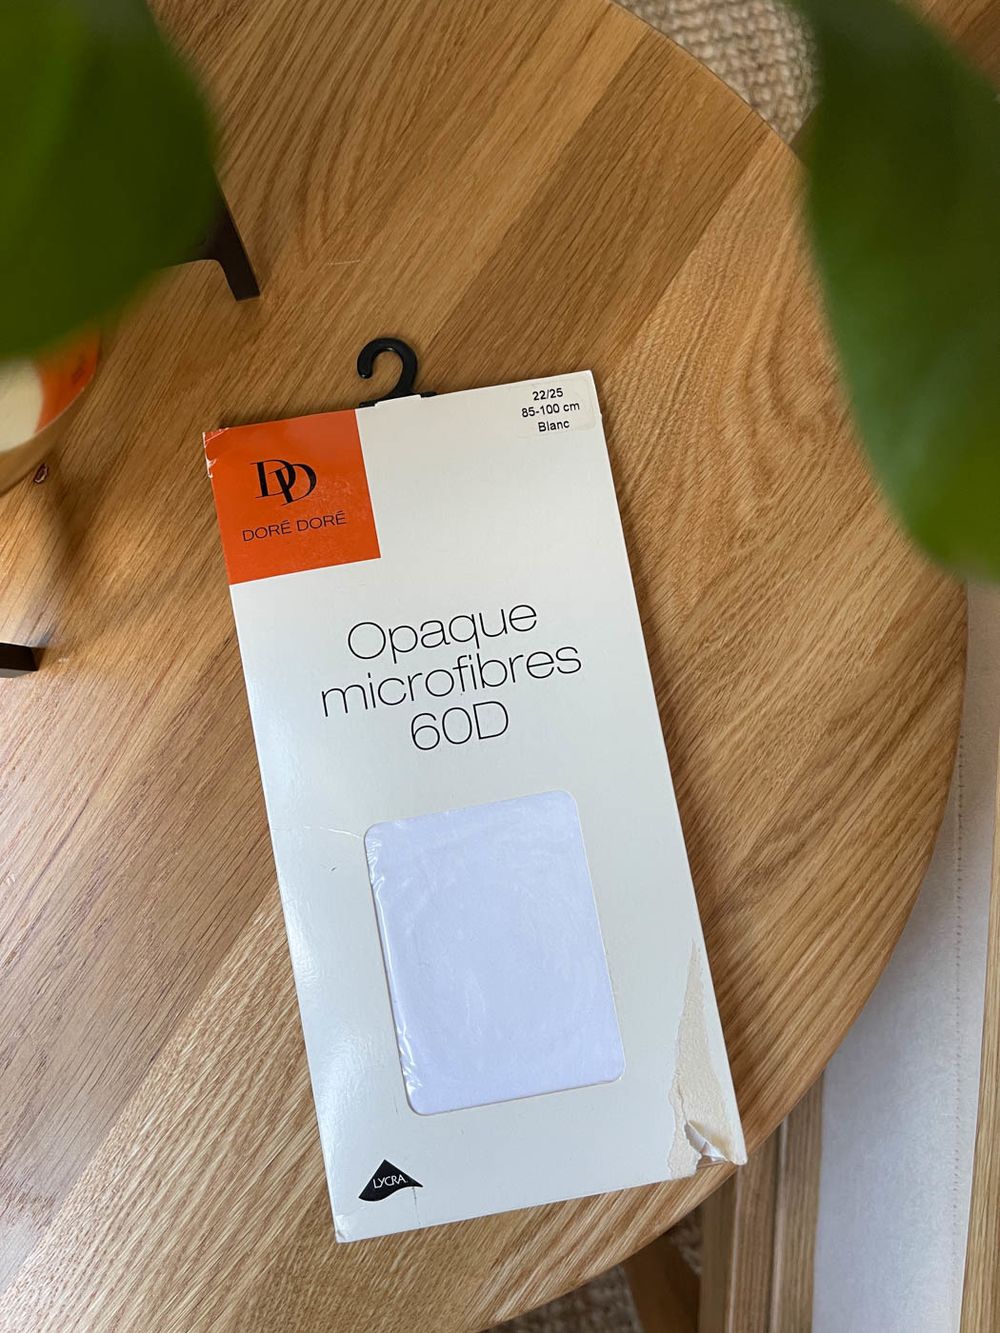 22/25
85-100 cm
Blanc
DD
DORÉ DORÉ
Opaque
microfibres
60D
LYCRA